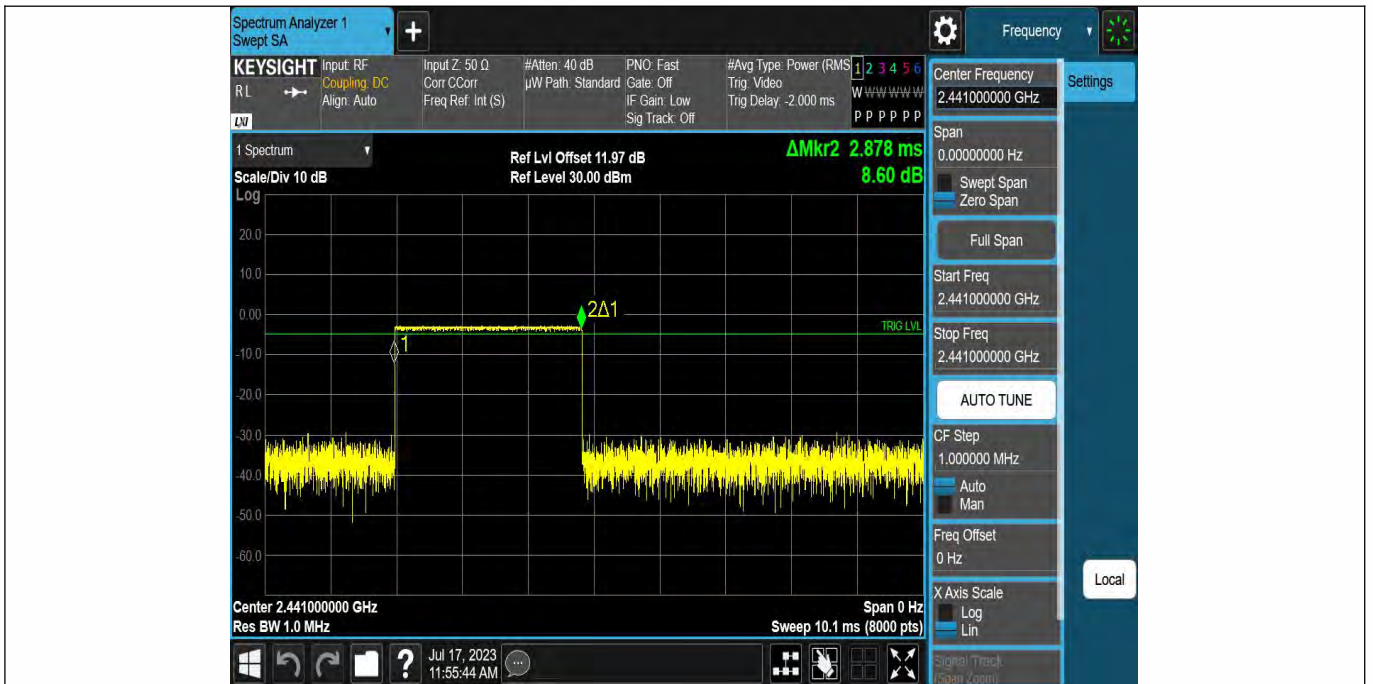 Spectrum Analyzer 1
Swept SA
+
Frequency
KEYSIGHT
RL
LXI
Input: RF
Coupling: DC
Align: Auto
Input Z: 50 Ω
Corr CCorr
Freq Ref: Int (S)
#Atten: 40 dB
µW Path: Standard
PNO: Fast
Gate: Off
IF Gain: Low
Sig Track: Off
#Avg Type: Power (RMS
Trig: Video
Trig Delay: -2.000 ms
1 2 3 4 5 6
W W W W W W
P P P P P P
1 Spectrum
Scale/Div 10 dB
Ref Lvl Offset 11.97 dB
Ref Level 30.00 dBm
ΔMkr2 2.878 ms
8.60 dB
Log
20.0
10.0
0.00
-10.0
-20.0
-30.0
-40.0
-50.0
-60.0
2Δ1
1
TRIG LVL
Center 2.441000000 GHz
Res BW 1.0 MHz
Span 0 Hz
Sweep 10.1 ms (8000 pts)
?
Jul 17, 2023
11:55:44 AM
Center Frequency
2.441000000 GHz
Settings
Span
0.00000000 Hz
Swept Span
Zero Span
Full Span
Start Freq
2.441000000 GHz
Stop Freq
2.441000000 GHz
AUTO TUNE
CF Step
1.000000 MHz
Auto
Man
Freq Offset
0 Hz
X Axis Scale
Log
Lin
Signal Track
(Span Zoom)
Local